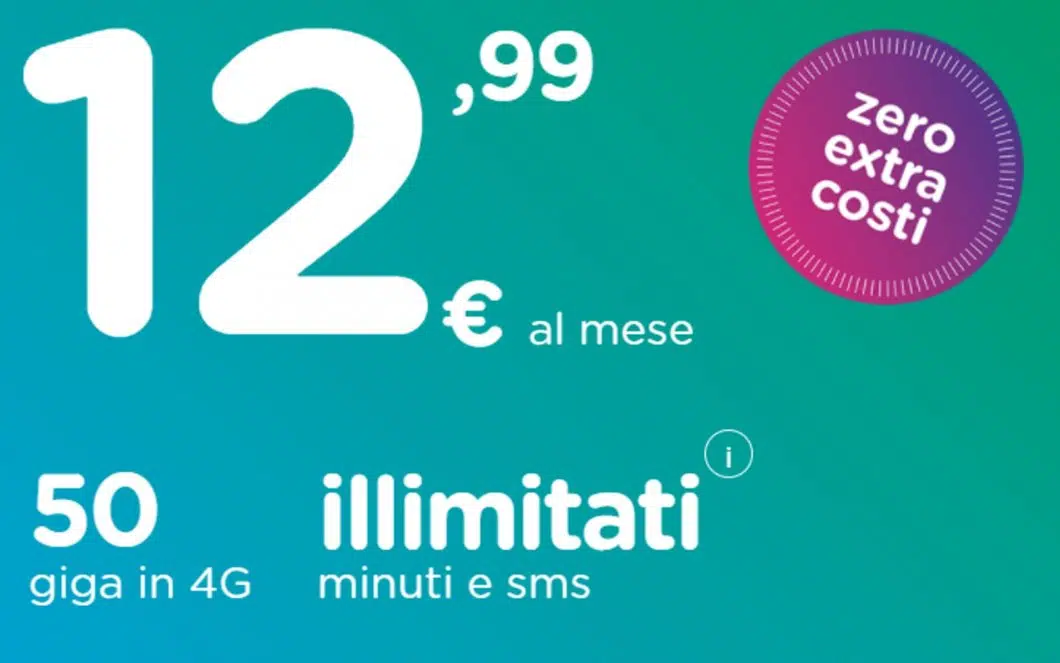 12,99
€ al mese
zero
extra
costi
50
giga in 4G
illimitati i
minuti e sms